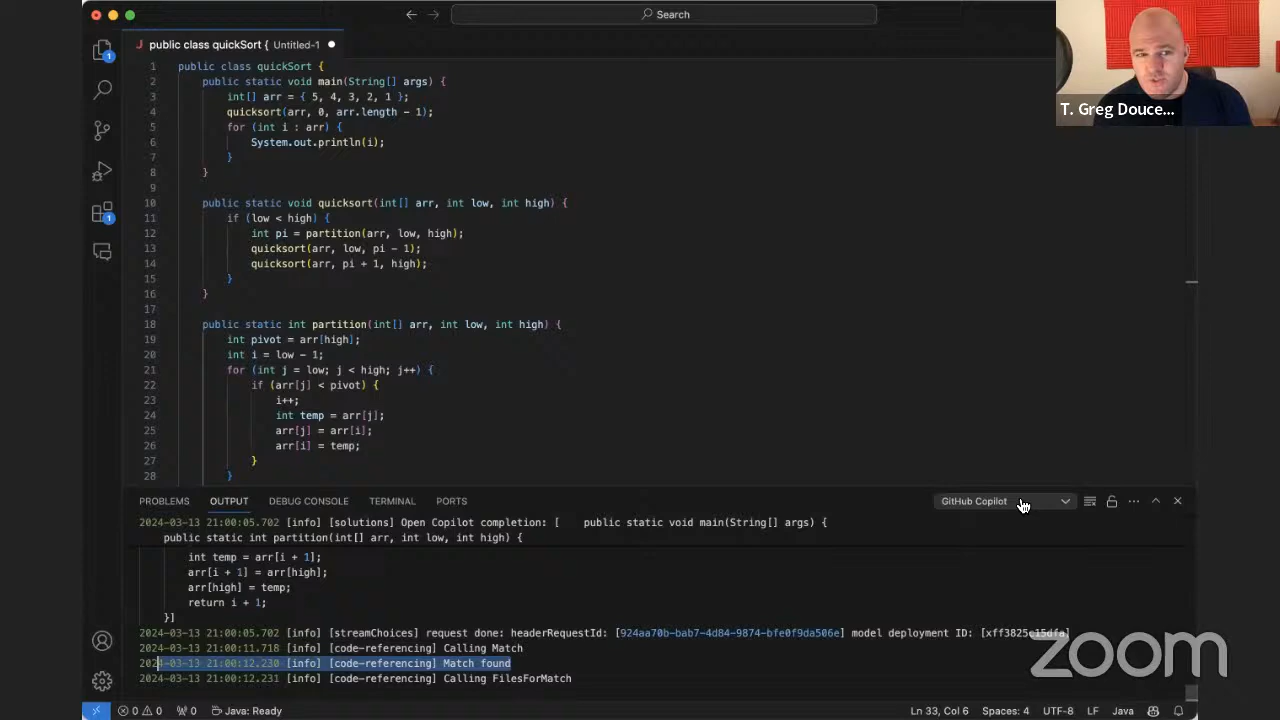 Search
public class quickSort { Untitled-1
T. Greg Douce...
1 public class quickSort {
2 public static void main(String[] args) {
3 int[] arr = { 5, 4, 3, 2, 1 };
4 quicksort(arr, 0, arr.length - 1);
5 for (int i : arr) {
6 System.out.println(i);
7 }
8 }
9
10 public static void quicksort(int[] arr, int low, int high) {
11 if (low < high) {
12 int pi = partition(arr, low, high);
13 quicksort(arr, low, pi - 1);
14 quicksort(arr, pi + 1, high);
15 }
16 }
17
18 public static int partition(int[] arr, int low, int high) {
19 int pivot = arr[high];
20 int i = low - 1;
21 for (int j = low; j < high; j++) {
22 if (arr[j] < pivot) {
23 i++;
24 int temp = arr[j];
25 arr[j] = arr[i];
26 arr[i] = temp;
27 }
28 }
1
1
PROBLEMS OUTPUT DEBUG CONSOLE TERMINAL PORTS GitHub Copilot
2024-03-13 21:00:05.702 [info] [solutions] Open Copilot completion: [ public static void main(String[] args) {
public static int partition(int[] arr, int low, int high) {
int temp = arr[i + 1];
arr[i + 1] = arr[high];
arr[high] = temp;
return i + 1;
}]
2024-03-13 21:00:05.702 [info] [streamChoices] request done: headerRequestId: [924aa70b-bab7-4d84-9874-bfe0f9da506e] model deployment ID: [xff3825c15dfa]
2024-03-13 21:00:11.718 [info] [code-referencing] Calling Match
2024-03-13 21:00:12.230 [info] [code-referencing] Match found
2024-03-13 21:00:12.231 [info] [code-referencing] Calling FilesForMatch
zoom
0 0 0 Java: Ready Ln 33, Col 6 Spaces: 4 UTF-8 LF Java